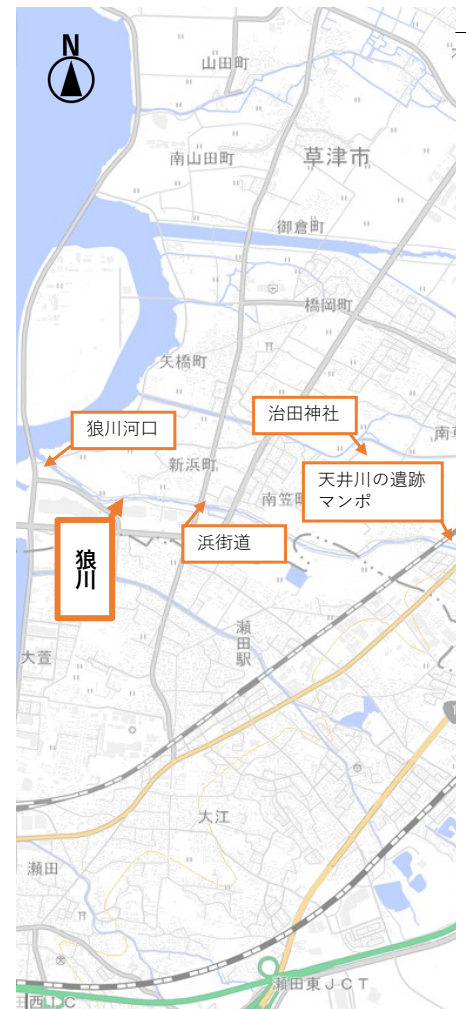 N
山田町
南山田町
草津市
御倉町
橋岡町
矢橋町
治田神社
狼川河口
新浜町
天井川の遺跡
マンポ
南笠町
浜街道
狼川
瀬田駅
大萱
大江
瀬田
瀬田東JCT